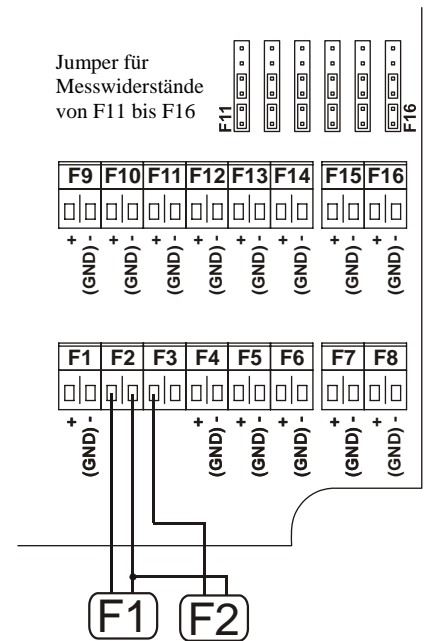 Jumper für
Messwiderstände
von F11 bis F16
F11
F16
F9 F10 F11 F12 F13 F14 F15 F16
+ - + - + - + - + - + - + - + -
(GND) (GND) (GND) (GND) (GND) (GND) (GND) (GND)
F1 F2 F3 F4 F5 F6 F7 F8
+ - + - + - + - + - + -
(GND) (GND) (GND) (GND) (GND) (GND)
F1 F2